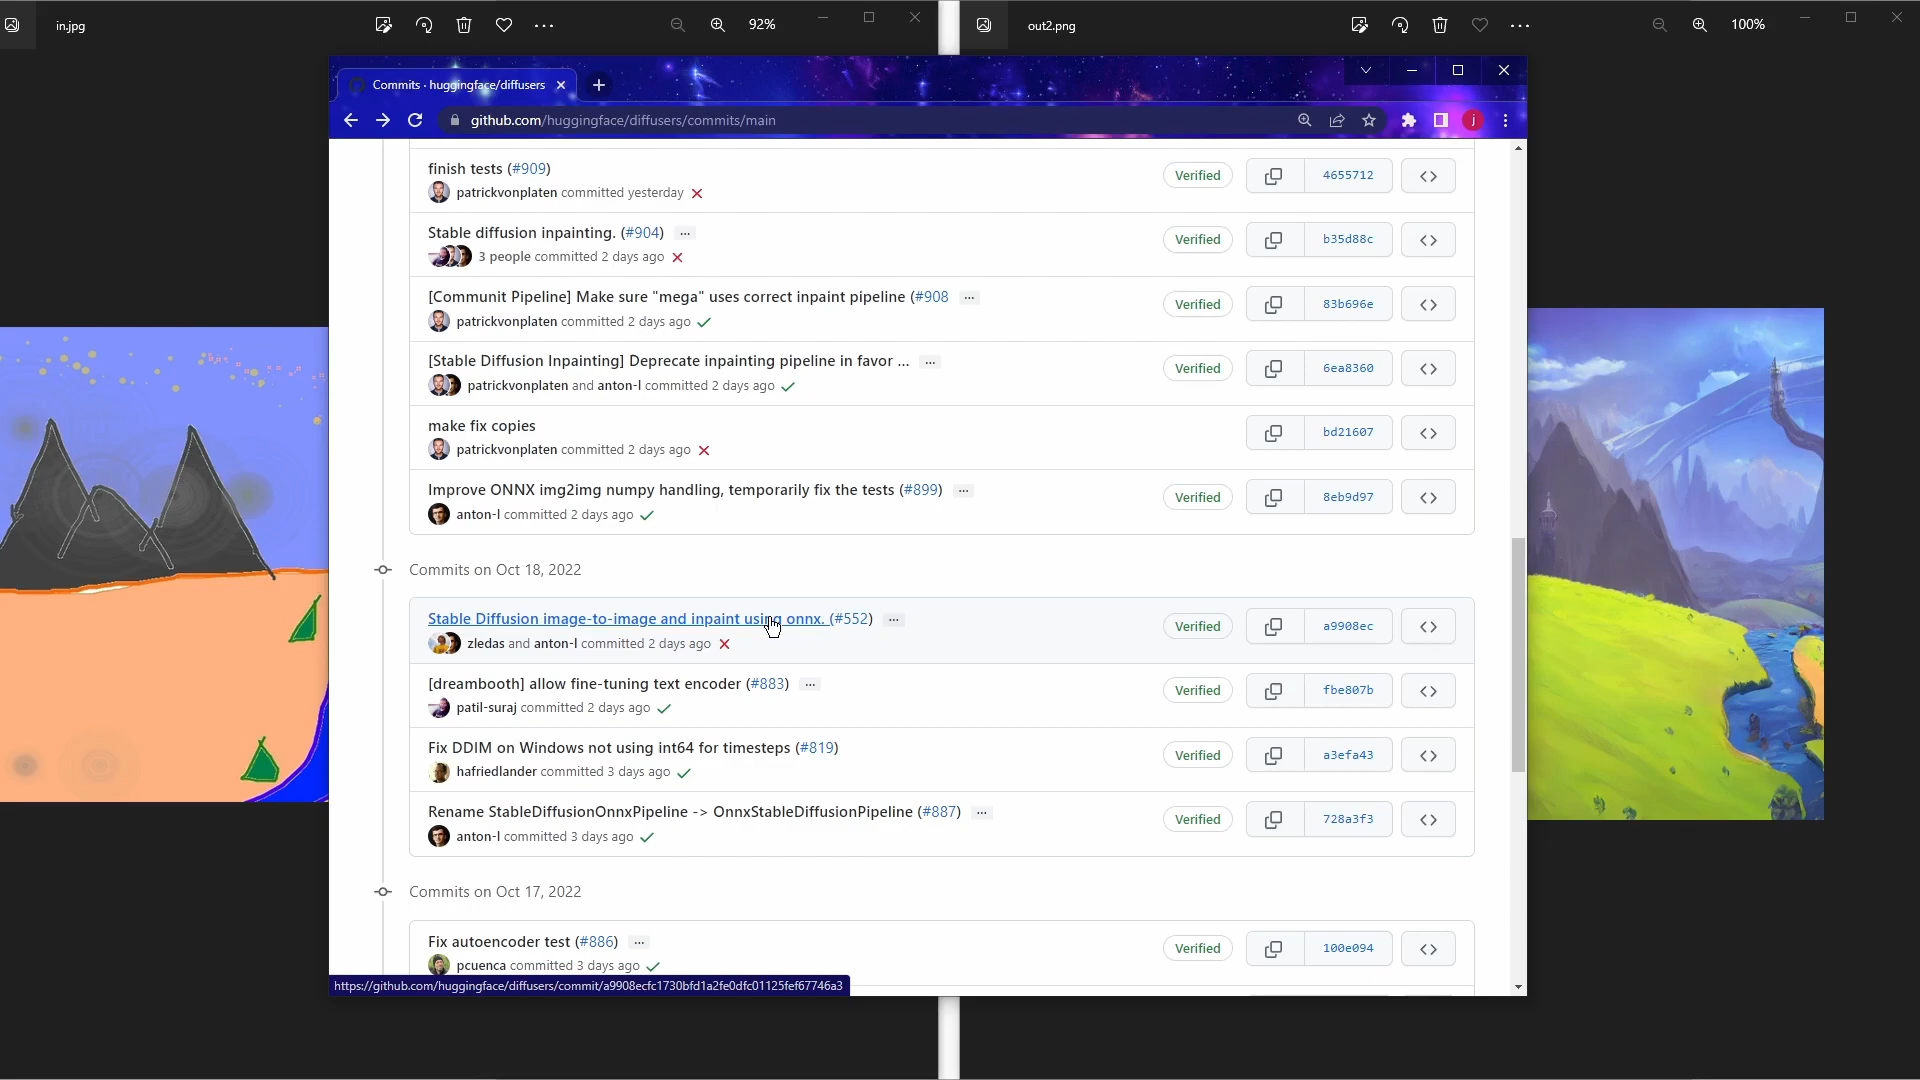 in.jpg
92%
out2.png
100%
Commits · huggingface/diffusers
github.com/huggingface/diffusers/commits/main
j
finish tests (#909)
patrickvonplaten committed yesterday
Verified
4655712
Stable diffusion inpainting. (#904) ...
3 people committed 2 days ago
Verified
b35d88c
[Communit Pipeline] Make sure "mega" uses correct inpaint pipeline (#908 ...
patrickvonplaten committed 2 days ago
Verified
83b696e
[Stable Diffusion Inpainting] Deprecate inpainting pipeline in favor ... ...
patrickvonplaten and anton-l committed 2 days ago
Verified
6ea8360
make fix copies
patrickvonplaten committed 2 days ago
bd21607
Improve ONNX img2img numpy handling, temporarily fix the tests (#899) ...
anton-l committed 2 days ago
Verified
8eb9d97
Commits on Oct 18, 2022
Stable Diffusion image-to-image and inpaint using onnx. (#552) ...
zledas and anton-l committed 2 days ago
Verified
a9908ec
[dreambooth] allow fine-tuning text encoder (#883) ...
patil-suraj committed 2 days ago
Verified
fbe807b
Fix DDIM on Windows not using int64 for timesteps (#819)
hafriedlander committed 3 days ago
Verified
a3efa43
Rename StableDiffusionOnnxPipeline -> OnnxStableDiffusionPipeline (#887) ...
anton-l committed 3 days ago
Verified
728a3f3
Commits on Oct 17, 2022
Fix autoencoder test (#886) ...
pcuenca committed 3 days ago
Verified
100e094
https://github.com/huggingface/diffusers/commit/a9908ecfc1730bfd1a2fe0dfc01125fef67746a3